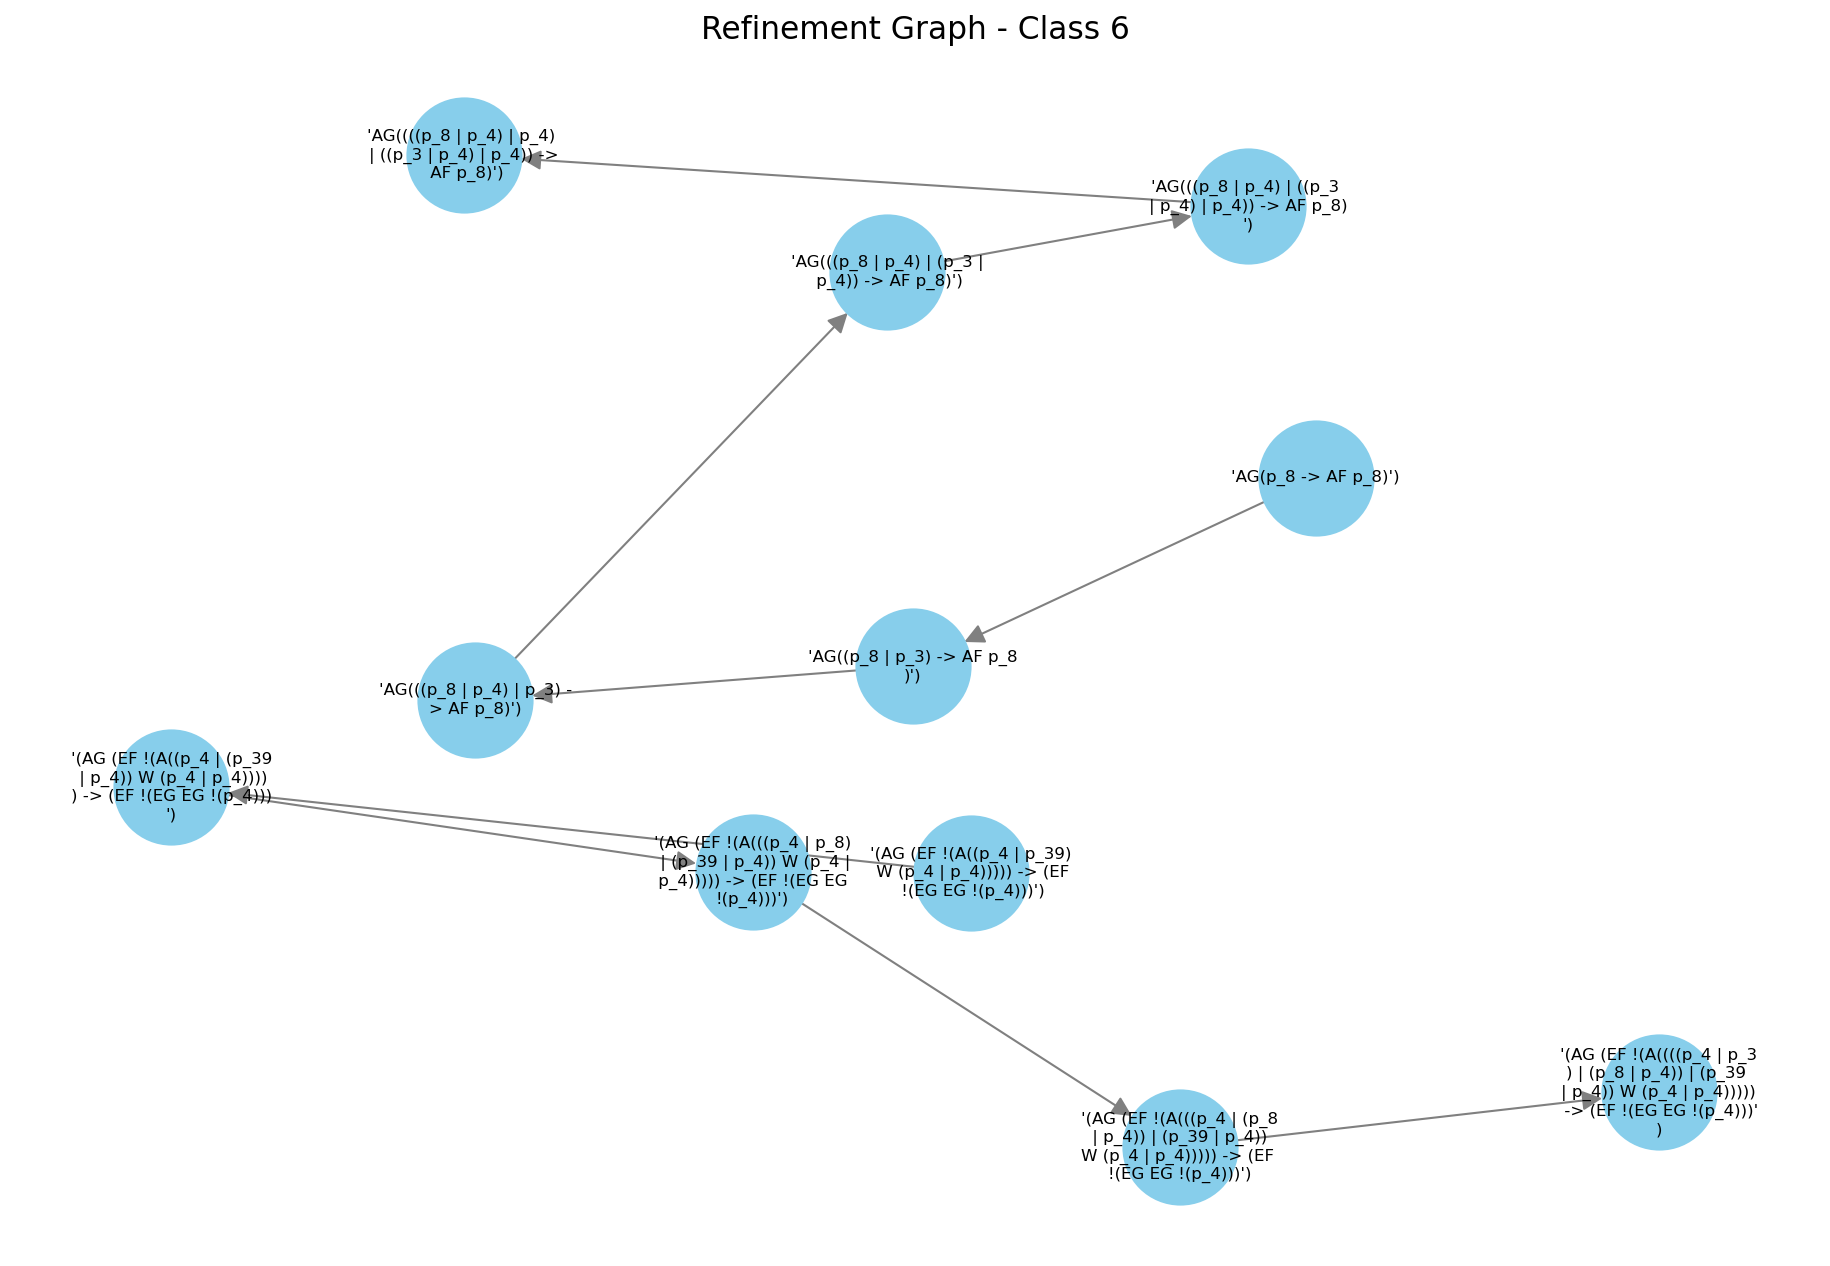 Refinement Graph - Class 6
'AG((((p_8 | p_4) | p_4)
| ((p_3 | p_4) | p_4)) ->
AF p_8)')
'AG(((p_8 | p_4) | ((p_3
| p_4) | p_4)) -> AF p_8)
')
'AG(((p_8 | p_4) | (p_3 |
p_4)) -> AF p_8)')
'AG(p_8 -> AF p_8)')
'AG((p_8 | p_3) -> AF p_8
)')
'AG(((p_8 | p_4) | p_3) -
> AF p_8)')
'(AG (EF !(A((p_4 | (p_39
| p_4)) W (p_4 | p_4))))
) -> (EF !(EG EG !(p_4)))
')
'(AG (EF !(A(((p_4 | p_8)
| (p_39 | p_4)) W (p_4 |
p_4))))) -> (EF !(EG EG
!(p_4)))')
'(AG (EF !(A((p_4 | p_39)
W (p_4 | p_4))))) -> (EF
!(EG EG !(p_4)))')
'(AG (EF !(A((((p_4 | p_3
) | (p_8 | p_4)) | (p_39
| p_4)) W (p_4 | p_4)))))
-> (EF !(EG EG !(p_4)))'
)
'(AG (EF !(A(((p_4 | (p_8
| p_4)) | (p_39 | p_4))
W (p_4 | p_4))))) -> (EF
!(EG EG !(p_4)))')